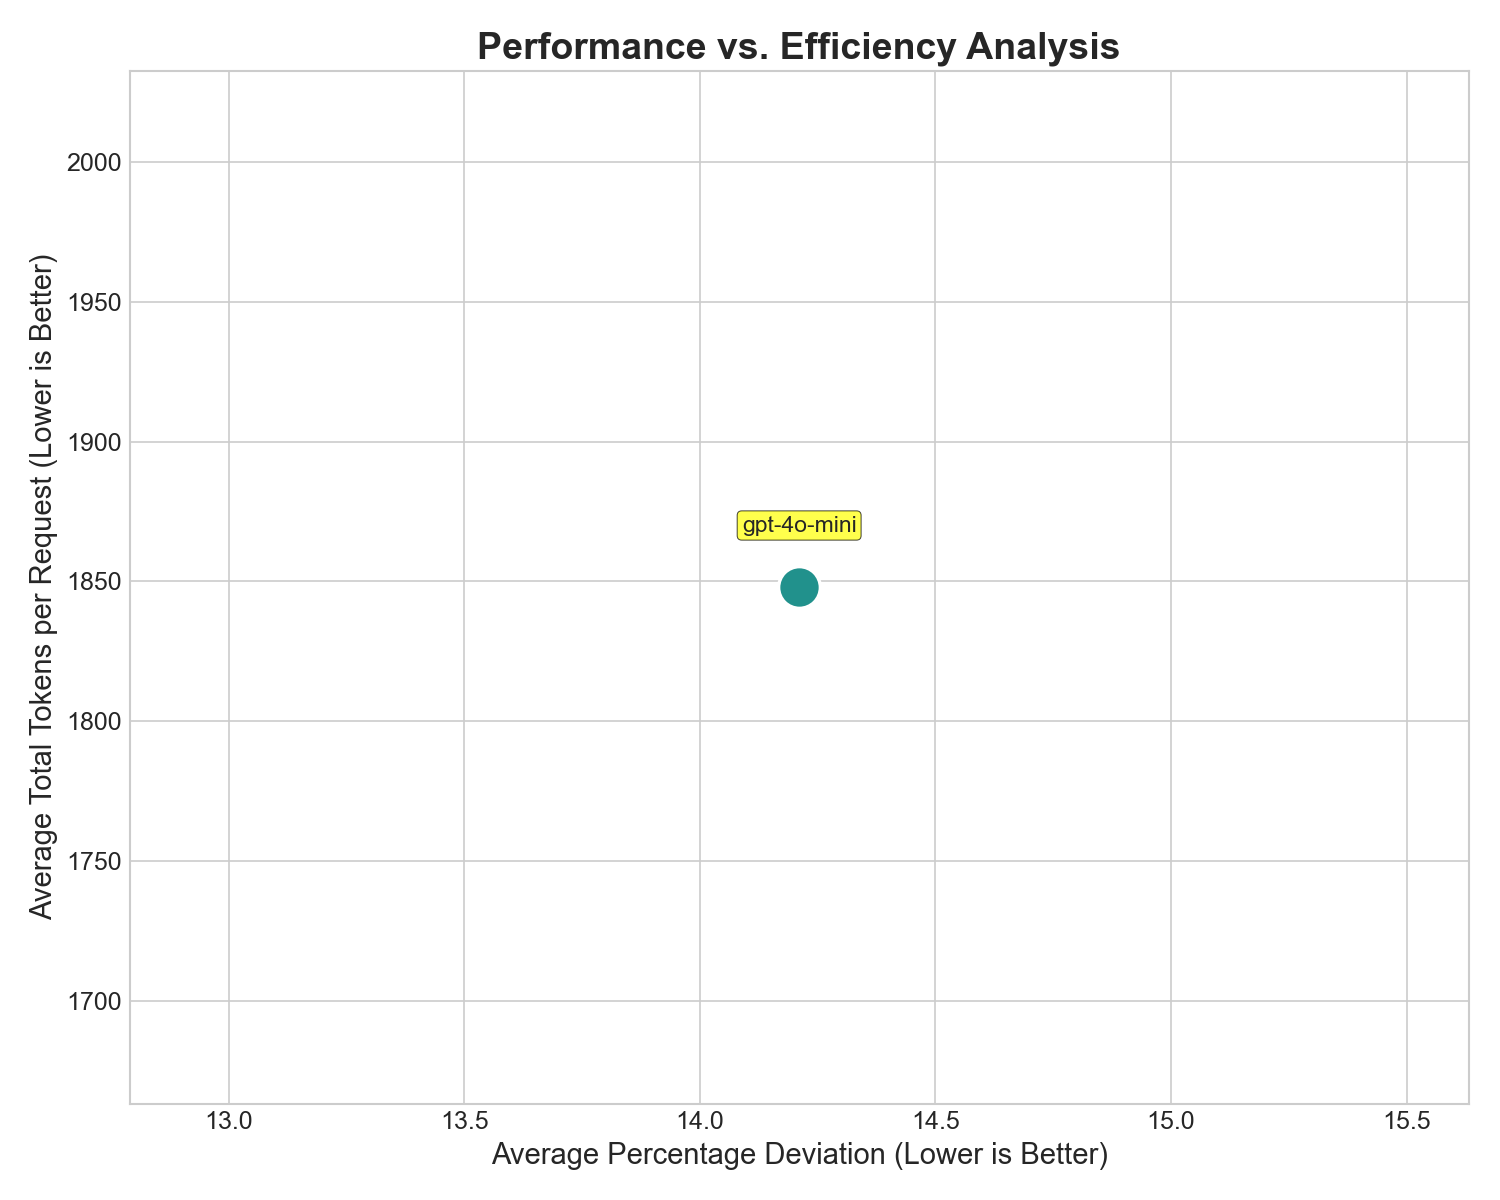 Performance vs. Efficiency Analysis
Average Total Tokens per Request (Lower is Better)
2000
1950
1900
1850
1800
1750
1700
gpt-4o-mini
13.0 13.5 14.0 14.5 15.0 15.5
Average Percentage Deviation (Lower is Better)